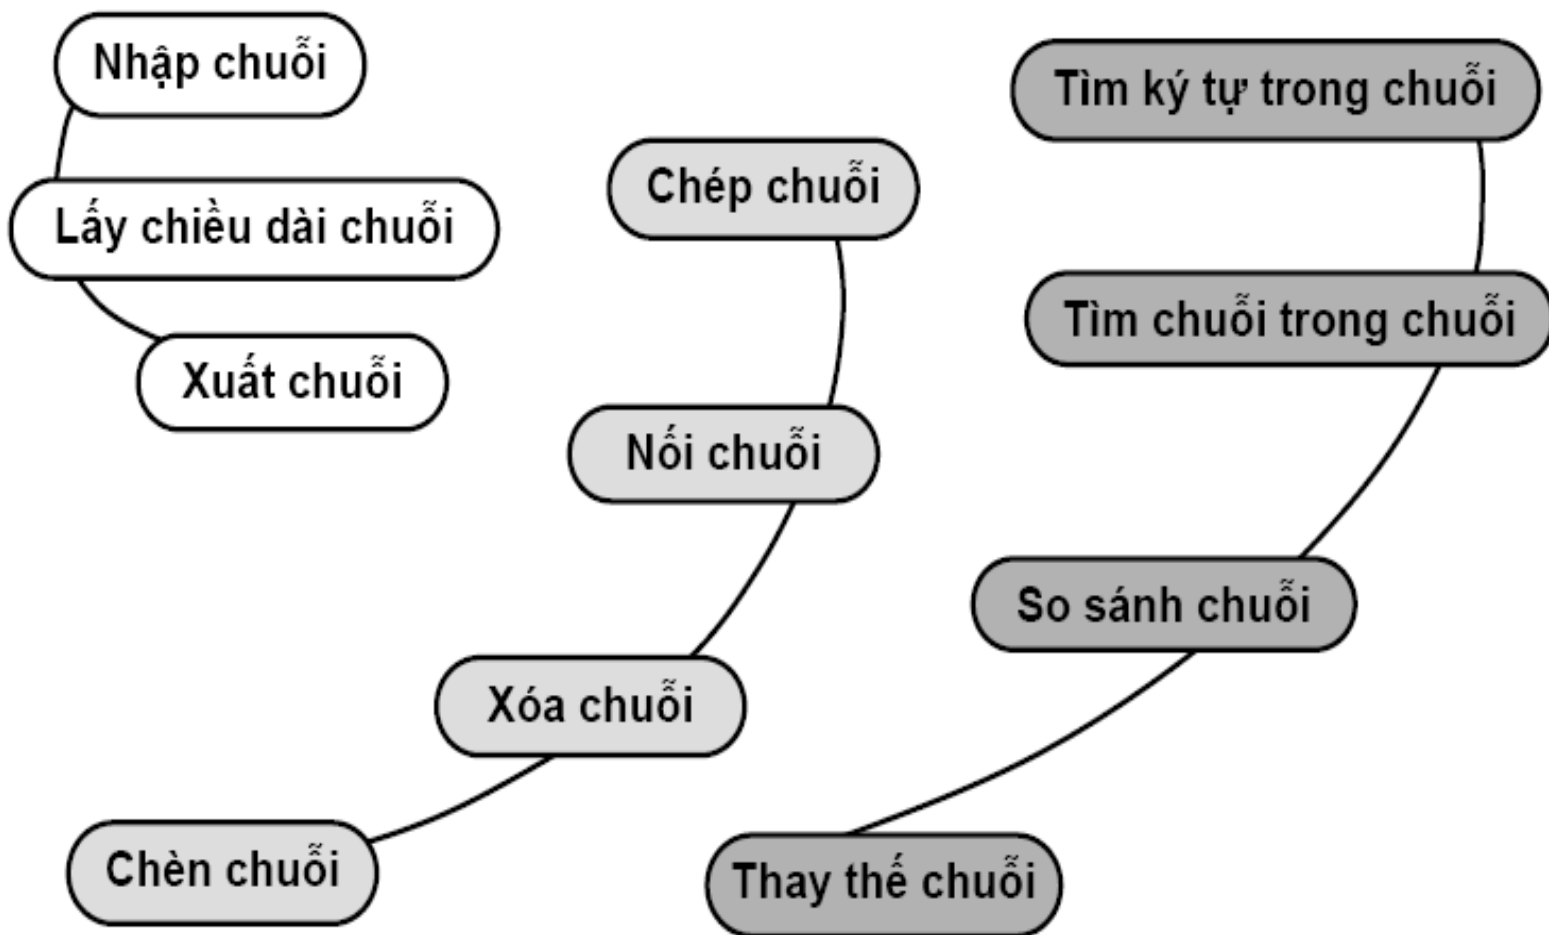 Nhập chuỗi
Lấy chiều dài chuỗi
Xuất chuỗi
Chép chuỗi
Nối chuỗi
Xóa chuỗi
Chèn chuỗi
Tìm ký tự trong chuỗi
Tìm chuỗi trong chuỗi
So sánh chuỗi
Thay thế chuỗi